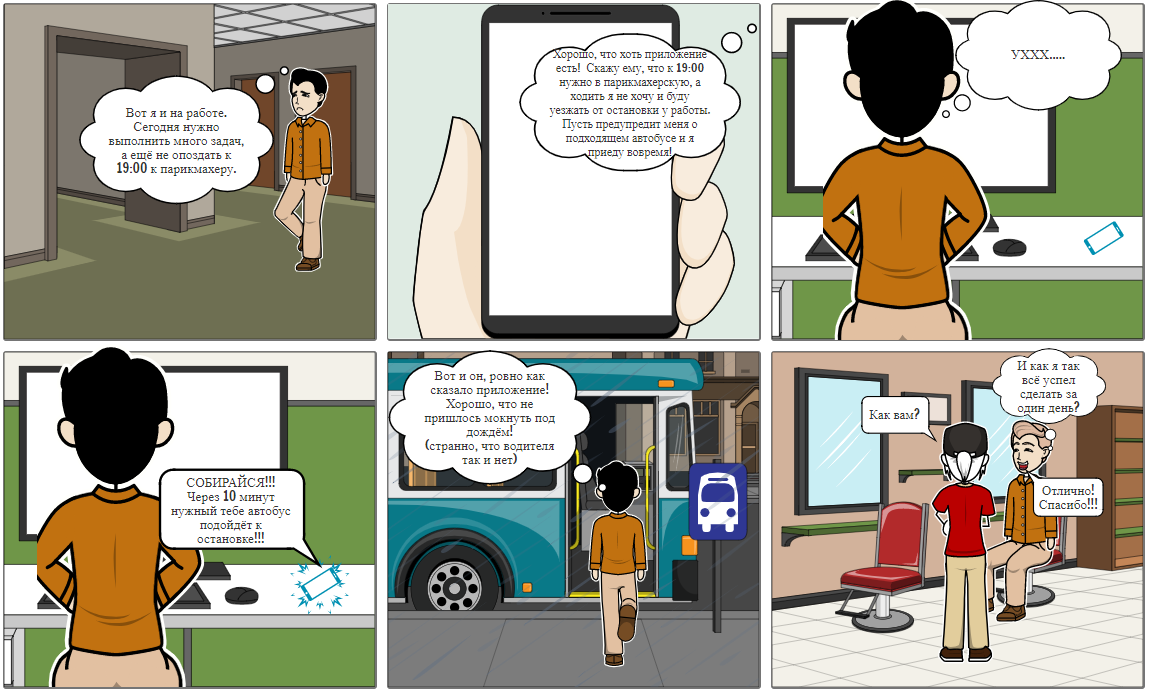 Вот я и на работе.
Сегодня нужно
выполнить много задач,
а ещё не опоздать к
19:00 к парикмахеру.
Хорошо, что хоть приложение
есть! Скажу ему, что к 19:00
нужно в парикмахерскую, а
ходить я не хочу и буду
уезжать от остановки у работы.
Пусть предупредит меня о
подходящем автобусе и я
приеду вовремя!
УХХХ.....
СОБИРАЙСЯ!!!
Через 10 минут
нужный тебе автобус
подойдёт к
остановке!!!
Вот и он, ровно как
сказало приложение!
Хорошо, что не
пришлось мокнуть под
дождём!
(странно, что водителя
так и нет)
И как я так
всё успел
сделать за
один день?
Как вам?
Отлично!
Спасибо!!!